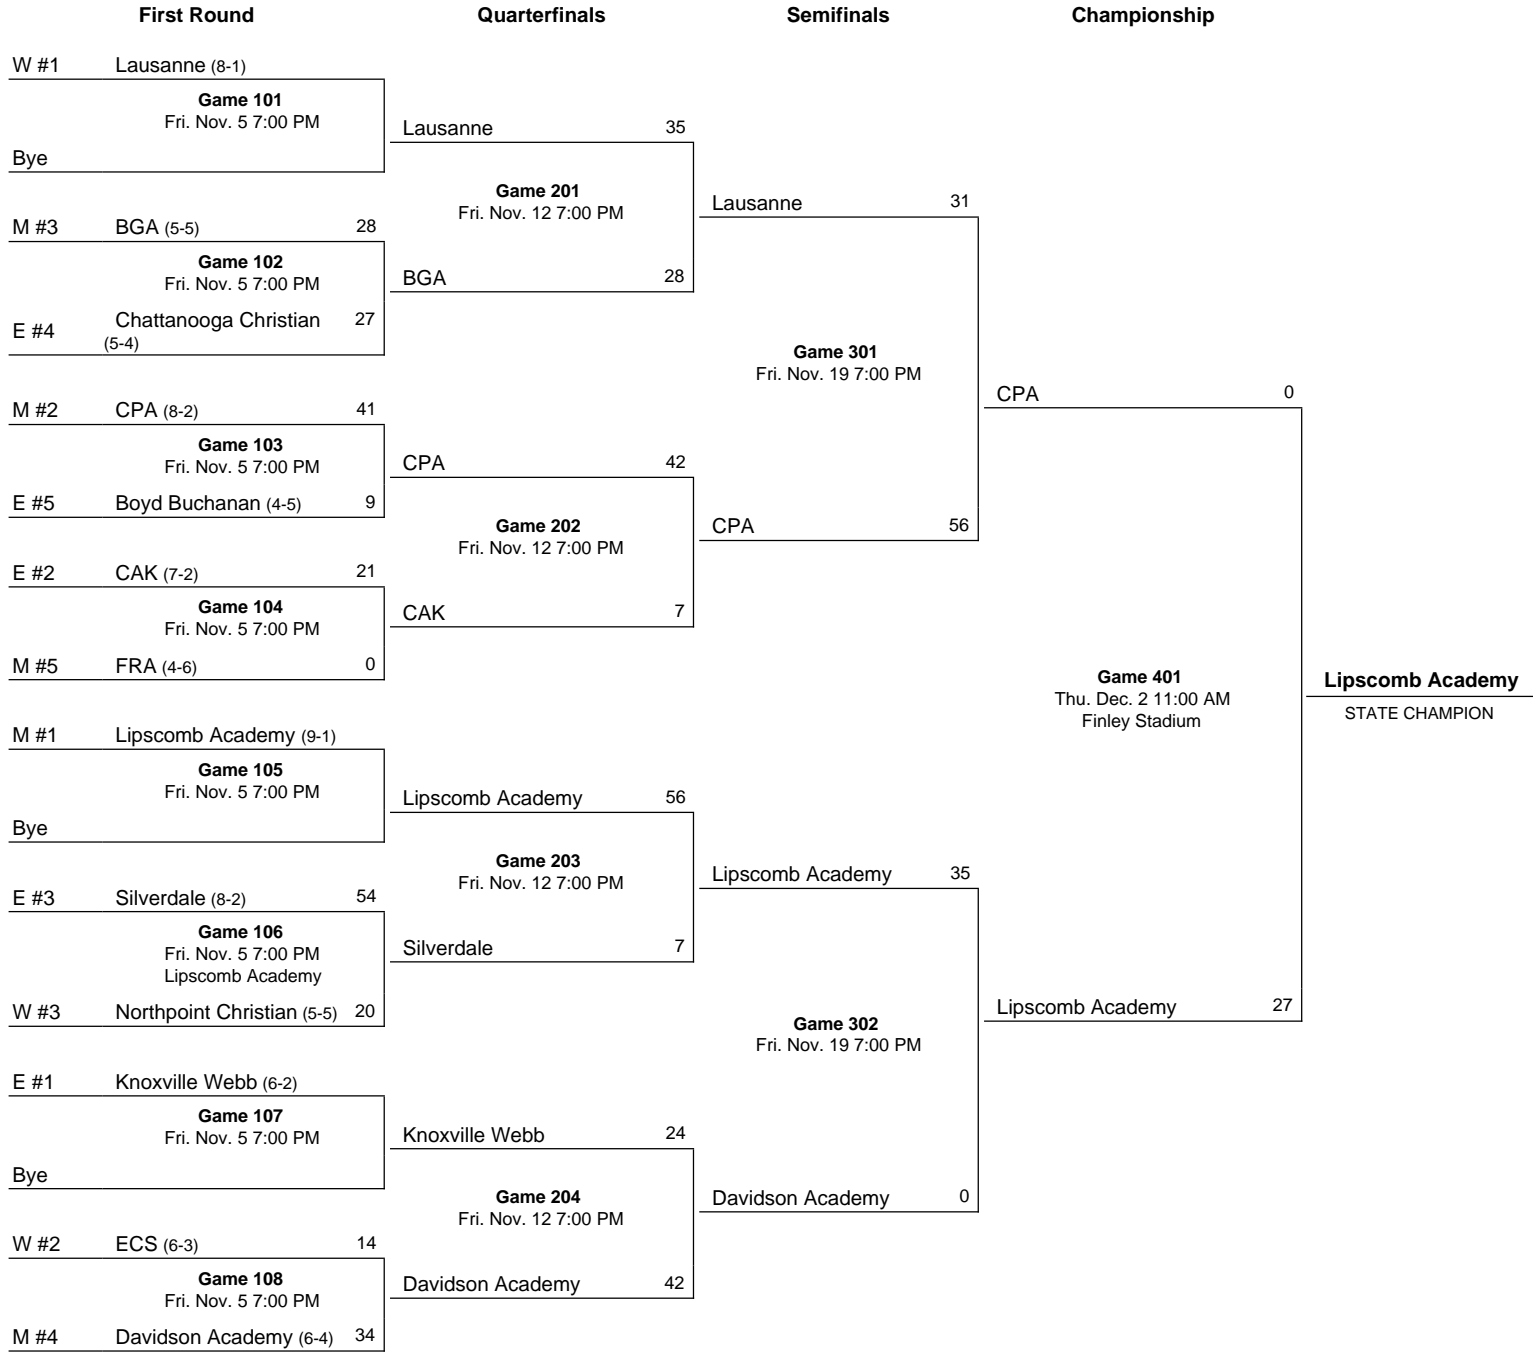 First Round Quarterfinals Semifinals Championship
W #1 Lausanne (8-1)
Game 101
Fri. Nov. 5 7:00 PM
Bye
M #3 BGA (5-5) 28
Game 102
Fri. Nov. 5 7:00 PM
E #4 Chattanooga Christian 27
(5-4)
M #2 CPA (8-2) 41
Game 103
Fri. Nov. 5 7:00 PM
E #5 Boyd Buchanan (4-5) 9
E #2 CAK (7-2) 21
Game 104
Fri. Nov. 5 7:00 PM
M #5 FRA (4-6) 0
M #1 Lipscomb Academy (9-1)
Game 105
Fri. Nov. 5 7:00 PM
Bye
E #3 Silverdale (8-2) 54
Game 106
Fri. Nov. 5 7:00 PM
Lipscomb Academy
W #3 Northpoint Christian (5-5) 20
E #1 Knoxville Webb (6-2)
Game 107
Fri. Nov. 5 7:00 PM
Bye
W #2 ECS (6-3) 14
Game 108
Fri. Nov. 5 7:00 PM
M #4 Davidson Academy (6-4) 34
Lausanne 35
Game 201
Fri. Nov. 12 7:00 PM
BGA 28
CPA 42
Game 202
Fri. Nov. 12 7:00 PM
CAK 7
Lipscomb Academy 56
Game 203
Fri. Nov. 12 7:00 PM
Silverdale 7
Knoxville Webb 24
Game 204
Fri. Nov. 12 7:00 PM
Davidson Academy 42
Lausanne 31
Game 301
Fri. Nov. 19 7:00 PM
CPA 56
Lipscomb Academy 35
Game 302
Fri. Nov. 19 7:00 PM
Davidson Academy 0
CPA 0
Game 401
Thu. Dec. 2 11:00 AM
Finley Stadium
Lipscomb Academy 27
Lipscomb Academy
STATE CHAMPION